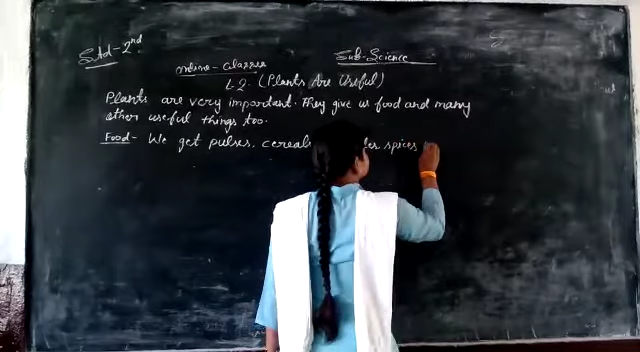 Std-2nd
Online-Classes Sub-Science
L-2. (Plants Are Useful)
Plants are very important. They give us food and many
other useful things too.
Food- We get pulses, cereals spices